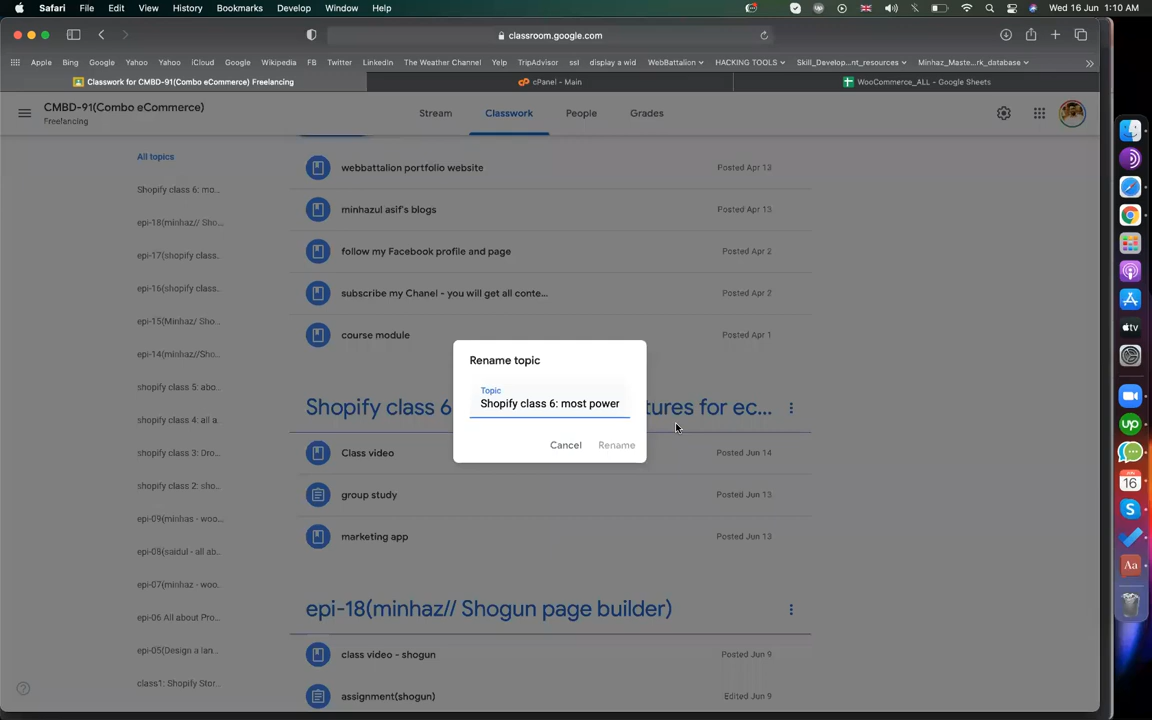 Safari File Edit View History Bookmarks Develop Window Help Wed 16 Jun 1:10 AM
classroom.google.com
Apple Bing Google Yahoo Yahoo iCloud Google Wikipedia FB Twitter LinkedIn The Weather Channel Yelp TripAdvisor ssl display a wid WebBattalion HACKING TOOLS Skill_Develop...nt_resources Minhaz_Maste...rk_database
Classwork for CMBD-91(Combo eCommerce) Freelancing cPanel - Main WooCommerce_ALL - Google Sheets
CMBD-91(Combo eCommerce)
Freelancing
Stream Classwork People Grades
All topics
Shopify class 6: mo...
epi-18(minhaz// Sho...
epi-17(shopify class...
epi-16(shopify class...
epi-15(Minhaz/ Sho...
epi-14(minhaz//Sho...
shopify class 5: abo...
shopify class 4: all a...
shopify class 3: Dro...
shopify class 2: sho...
epi-09(minhas - woo...
epi-08(saidul - all ab...
epi-07(minhaz - woo...
epi-06 All about Pro...
epi-05(Design a lan...
class1: Shopify Stor...
webbattalion portfolio website Posted Apr 13
minhazul asif's blogs Posted Apr 13
follow my Facebook profile and page Posted Apr 2
subscribe my Chanel - you will get all conte... Posted Apr 2
course module Posted Apr 1
Rename topic
Topic
Shopify class 6: most power
Cancel Rename
Shopify class 6 tures for ec...
Class video Posted Jun 14
group study Posted Jun 13
marketing app Posted Jun 13
epi-18(minhaz// Shogun page builder)
class video - shogun Posted Jun 9
assignment(shogun) Edited Jun 9
up
tv
JUN
16
S
Aa